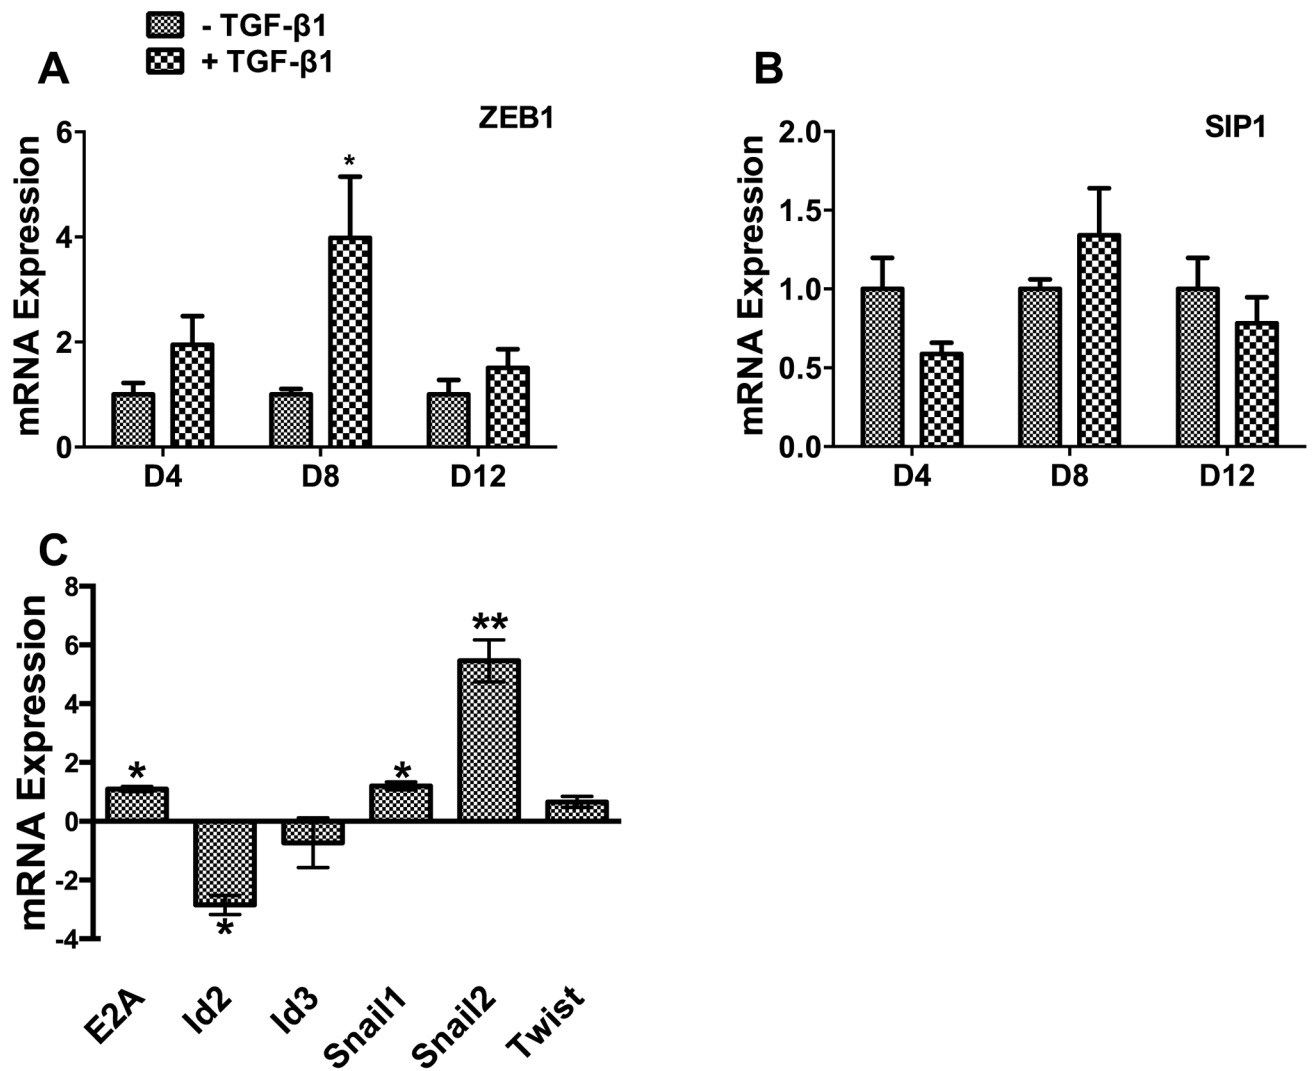 - TGF-β1
+ TGF-β1
A
ZEB1
mRNA Expression
6
4
2
0
*
D4 D8 D12
B
SIP1
mRNA Expression
2.0
1.5
1.0
0.5
0.0
D4 D8 D12
C
mRNA Expression
8
6
4
2
0
-2
-4
*
*
*
**
E2A Id2 Id3 Snail1 Snail2 Twist